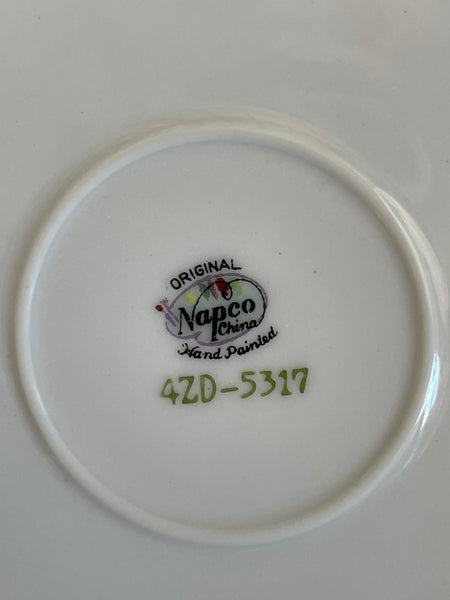 ORIGINAL
Napco
China
Hand Painted
4ZD-5317